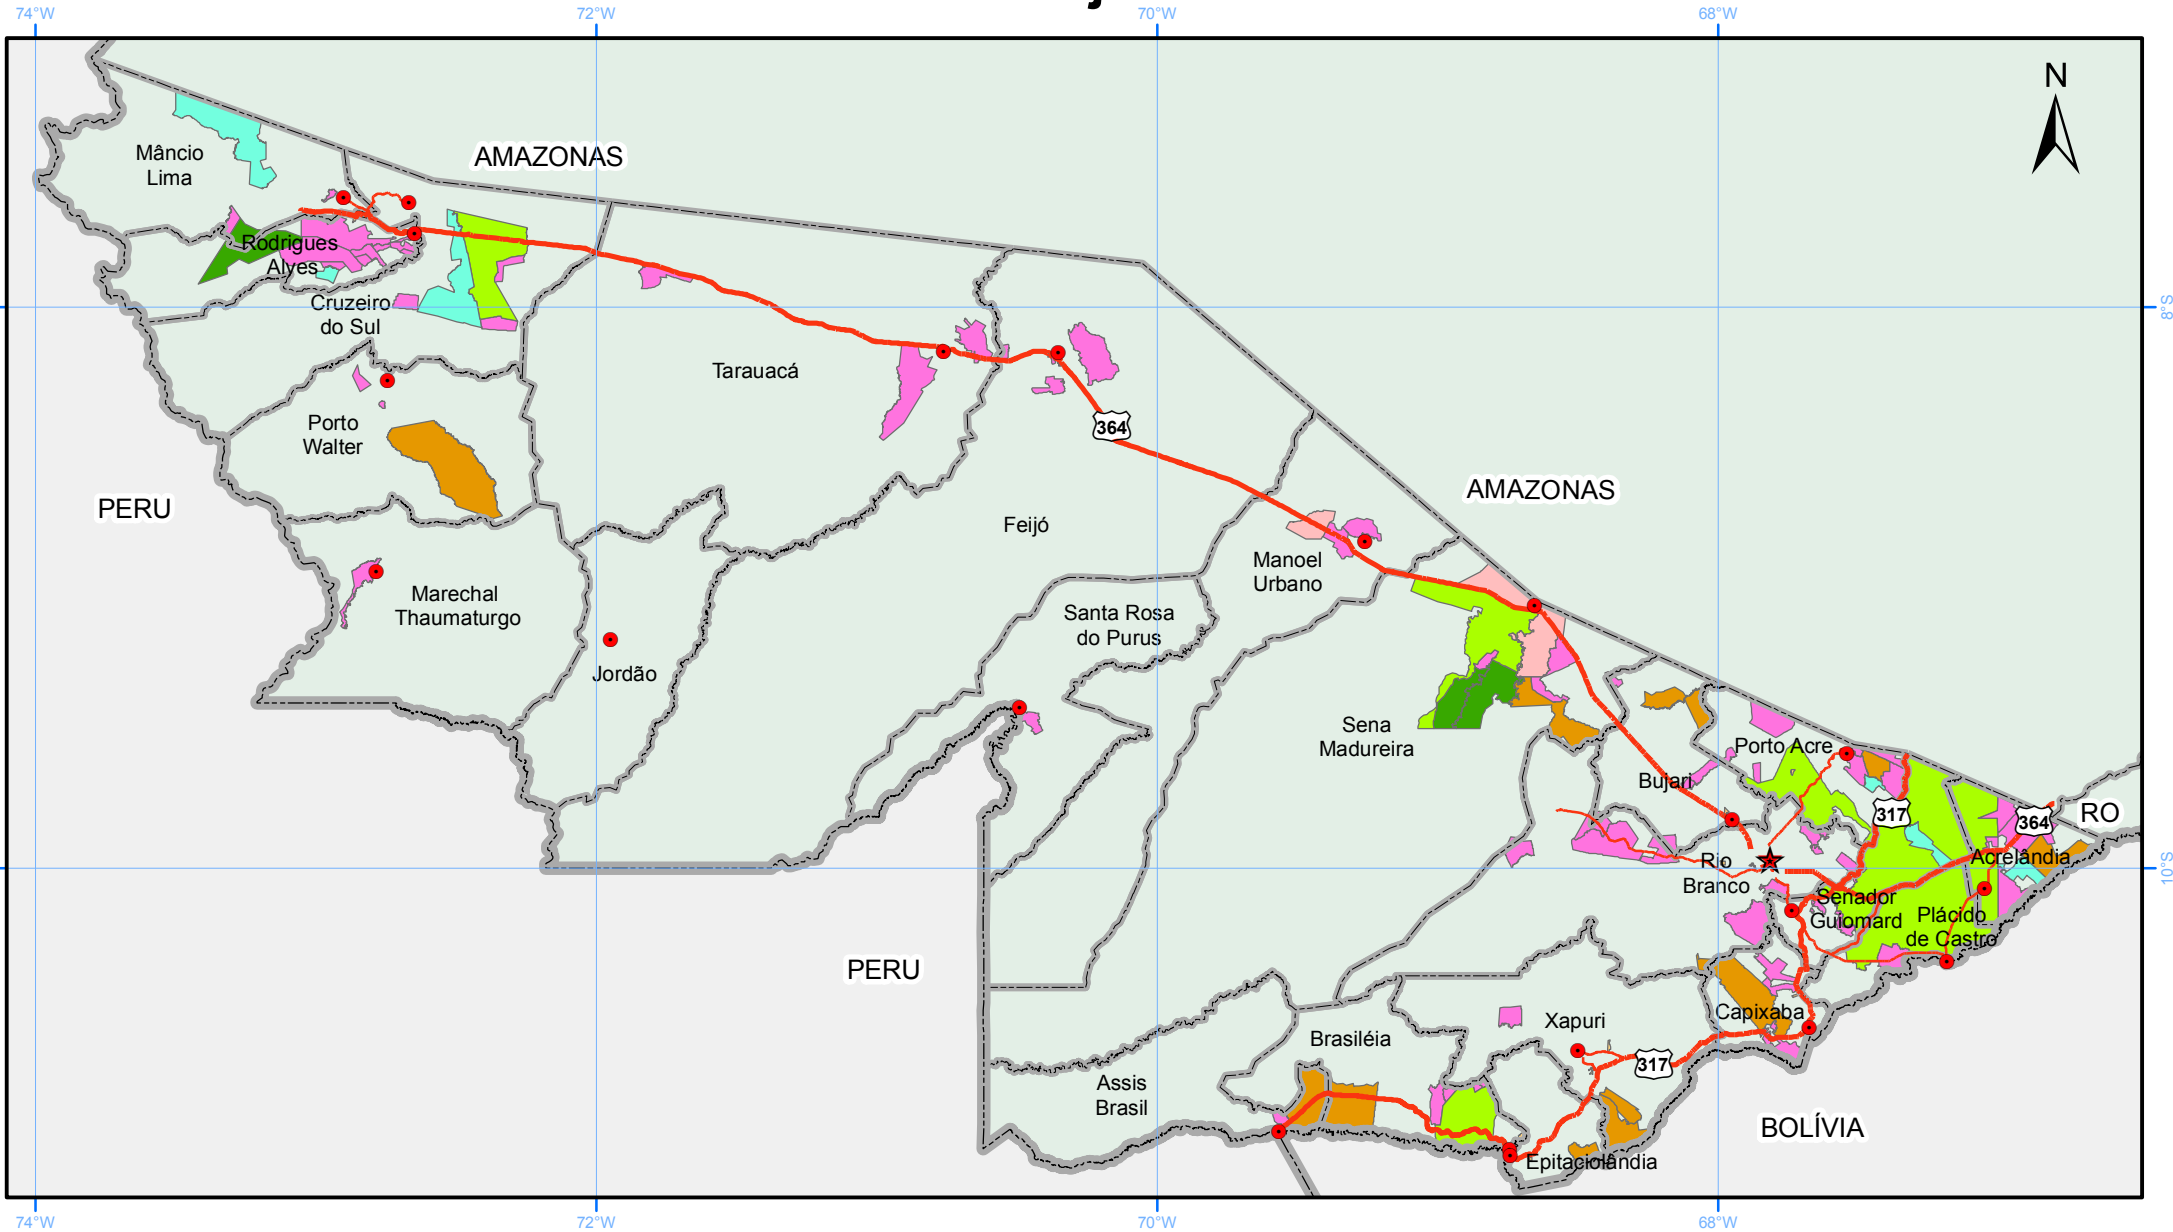 74°W
72°W
70°W
68°W
N
Mâncio
Lima
AMAZONAS
Rodrigues
Alves
Cruzeiro
do Sul
8°S
Tarauacá
Porto
Walter
364
PERU
AMAZONAS
Feijó
Manoel
Urbano
Marechal
Thaumaturgo
Santa Rosa
do Purus
Jordão
Sena
Madureira
Porto Acre
Bujari
317
364
RO
Rio
Branco
Acrelândia
10°S
Senador
Guiomard
Plácido
de Castro
PERU
Capixaba
Xapuri
Brasiléia
317
Assis
Brasil
BOLÍVIA
Epitaciolândia
74°W
72°W
70°W
68°W